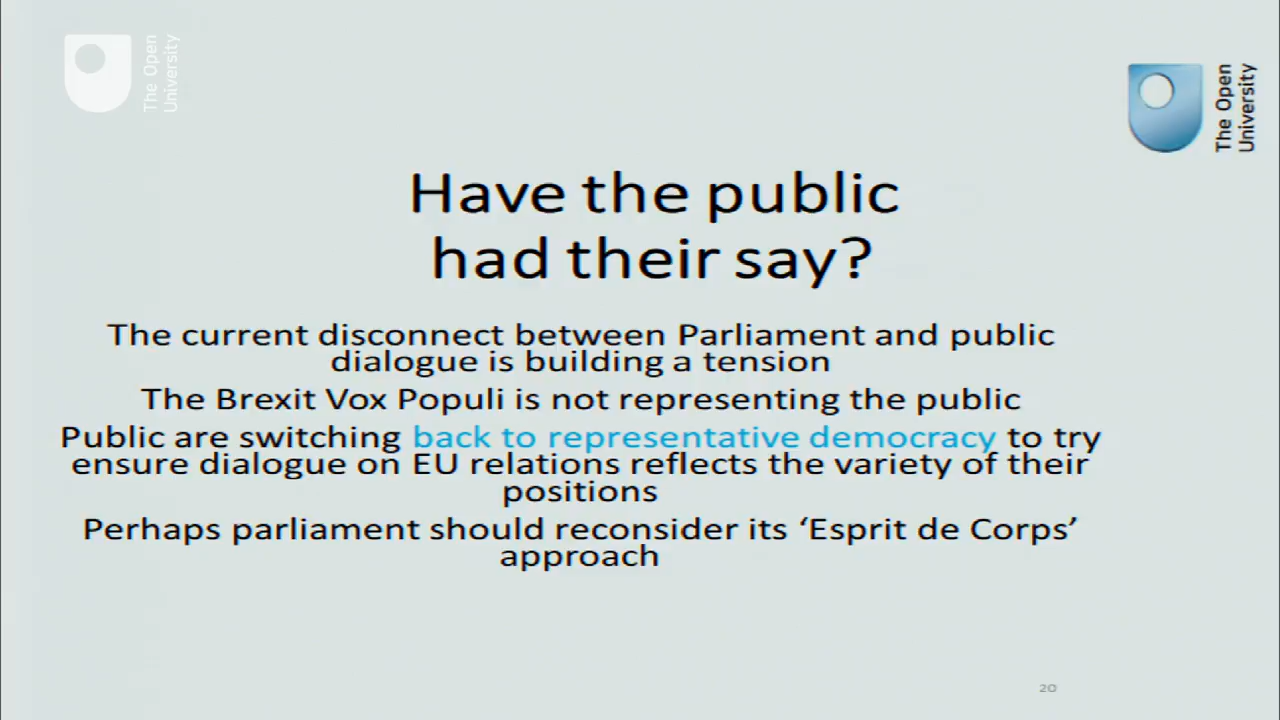 The Open
University
The Open
University
Have the public
had their say?
The current disconnect between Parliament and public
dialogue is building a tension
The Brexit Vox Populi is not representing the public
Public are switching back to representative democracy to try
ensure dialogue on EU relations reflects the variety of their
positions
Perhaps parliament should reconsider its ‘Esprit de Corps’
approach
20